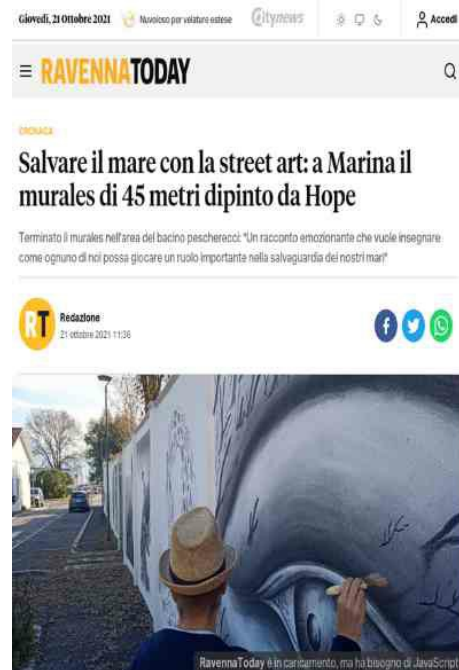 Giovedì, 21 Ottobre 2021 Nuvoloso per velature estese Citynews Accedi
RAVENNATODAY
CRONACA
Salvare il mare con la street art: a Marina il
murales di 45 metri dipinto da Hope
Terminato il murales nell'area del bacino pescherecci: "Un racconto emozionante che vuole insegnare
come ognuno di noi possa giocare un ruolo importante nella salvaguardia dei nostri mari"
RT
Redazione
21 ottobre 2021 11:36
RavennaToday è in caricamento, ma ha bisogno di JavaScript